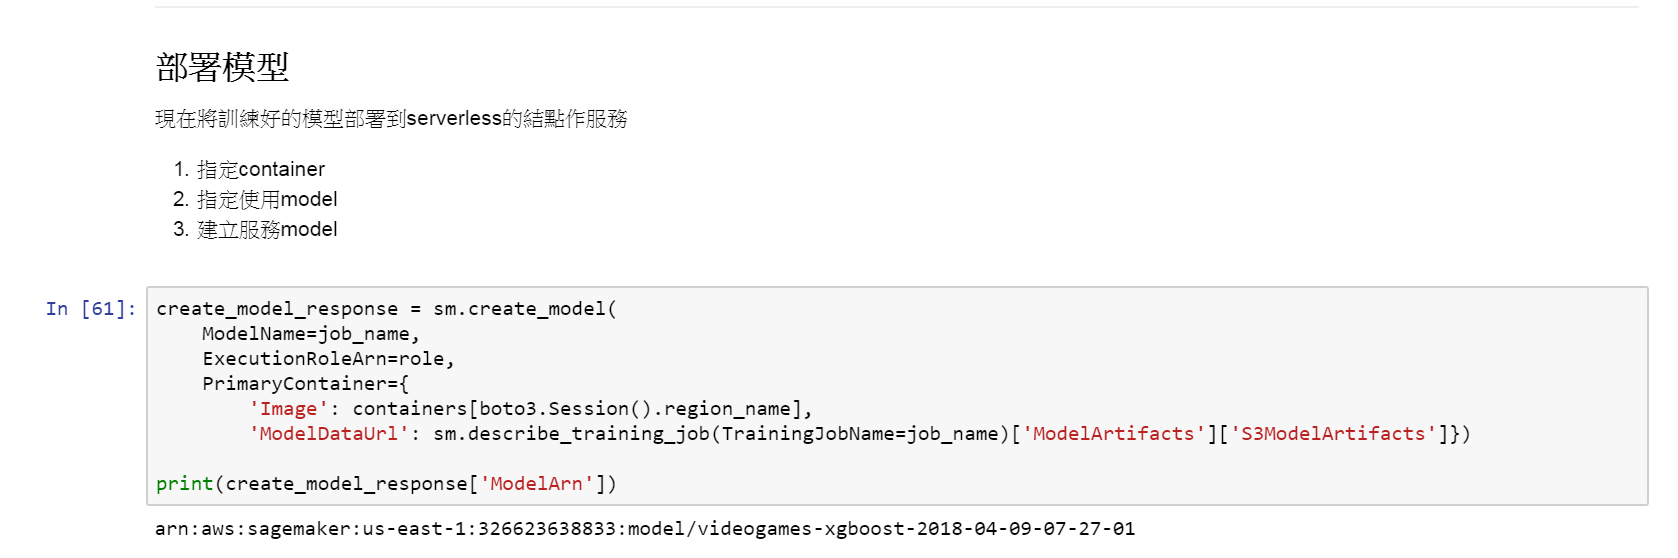 部署模型
現在將訓練好的模型部署到serverless的結點作服務
1. 指定container
2. 指定使用model
3. 建立服務model
In [61]:
create_model_response = sm.create_model(
    ModelName=job_name,
    ExecutionRoleArn=role,
    PrimaryContainer={
        'Image': containers[boto3.Session().region_name],
        'ModelDataUrl': sm.describe_training_job(TrainingJobName=job_name)['ModelArtifacts']['S3ModelArtifacts']})
print(create_model_response['ModelArn'])
arn:aws:sagemaker:us-east-1:326623638833:model/videogames-xgboost-2018-04-09-07-27-01